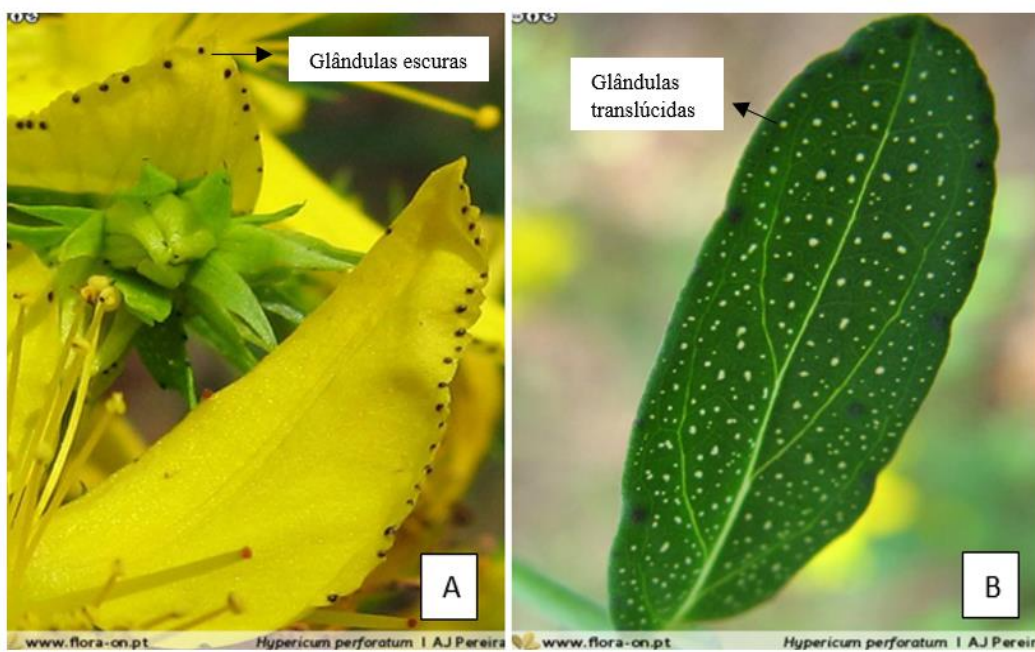 Glândulas escuras
A
www.flora-on.pt
Hypericum perforatum I AJ Pereira
Glândulas
translúcidas
B
www.flora-on.pt
Hypericum perforatum I AJ Pereir